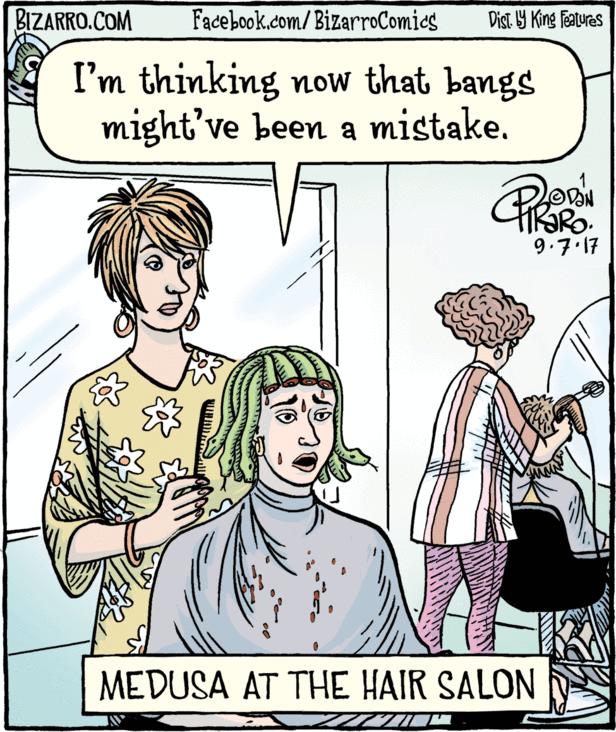 BIZARRO.COM Facebook.com/BizarroComics Dist. by King Features
I'm thinking now that bangs
might've been a mistake.
1
©DAN
PIRARO.
9.7.17
MEDUSA AT THE HAIR SALON